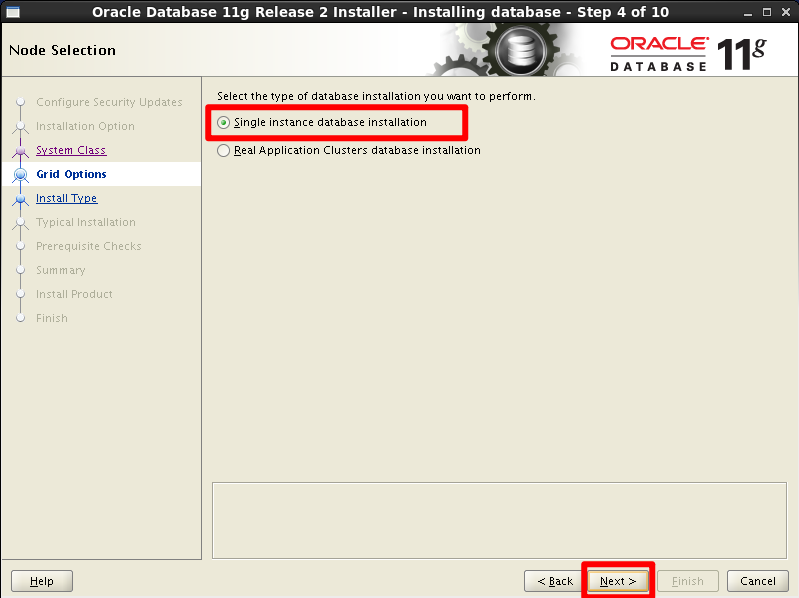 Oracle Database 11g Release 2 Installer - Installing database - Step 4 of 10
Node Selection
ORACLE
DATABASE
11g
Configure Security Updates
Installation Option
System Class
Grid Options
Install Type
Typical Installation
Prerequisite Checks
Summary
Install Product
Finish
Select the type of database installation you want to perform.
Single instance database installation
Real Application Clusters database installation
Help
< Back
Next >
Finish
Cancel